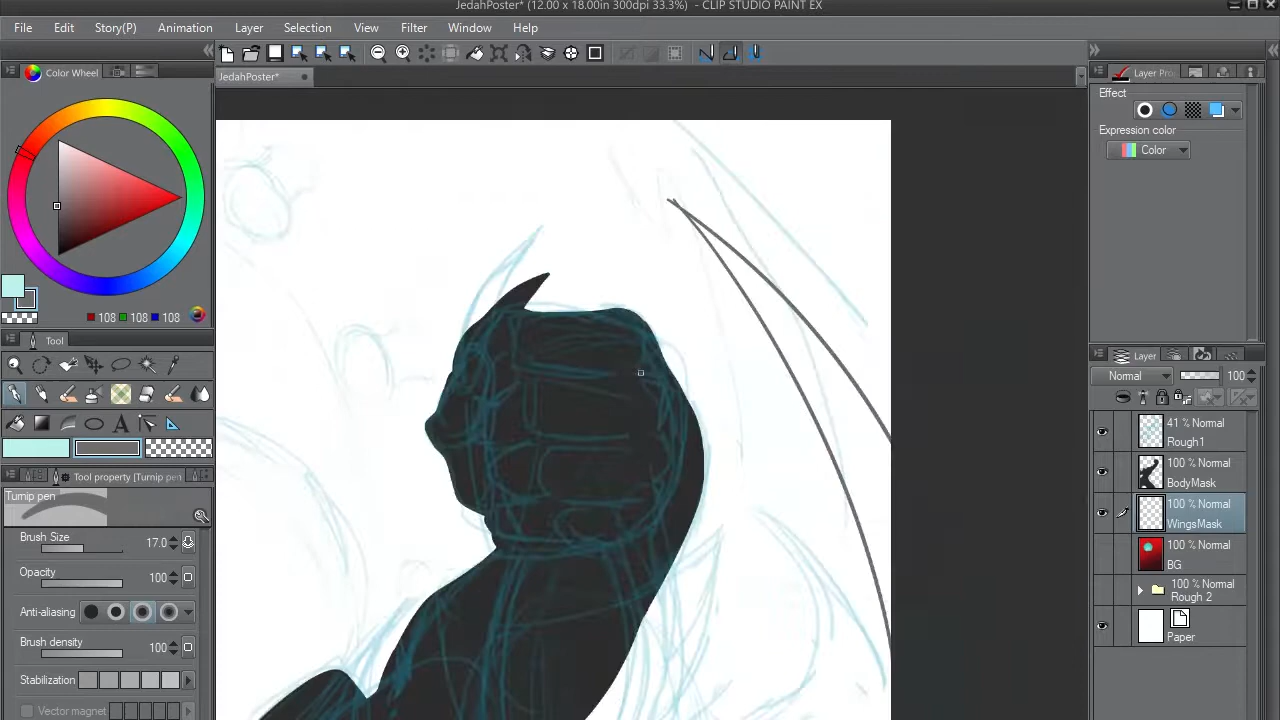 JedahPoster* (12.00 x 18.00in 300dpi 33.3%) - CLIP STUDIO PAINT EX
File Edit Story(P) Animation Layer Selection View Filter Window Help
JedahPoster*
Color Wheel
108 108 108
Tool
Tool property (Turnip pen
Turnip pen
Brush Size 17.0
Opacity 100
Anti-aliasing
Brush density 100
Stabilization
Vector magnet
Layer Pro
Effect
Expression color
Color
Layer
Normal 100
41 % Normal
Rough1
100 % Normal
BodyMask
100 % Normal
WingsMask
100 % Normal
BG
100 % Normal
Rough 2
Paper